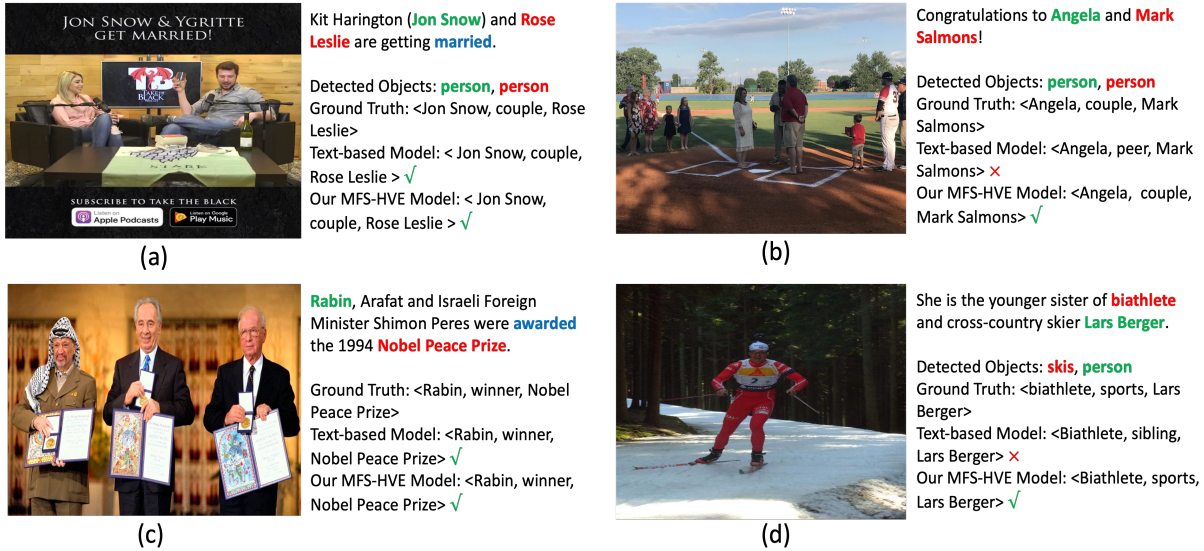 JON SNOW & YGRITTE
GET MARRIED!
BLACK
STARK
SUBSCRIBE TO TAKE THE BLACK
Listen on
Apple Podcasts
Listen on Google
Play Music
Kit Harington (Jon Snow) and Rose
Leslie are getting married.
Detected Objects: person, person
Ground Truth: <Jon Snow, couple, Rose
Leslie>
Text-based Model: < Jon Snow, couple,
Rose Leslie > √
Our MFS-HVE Model: < Jon Snow,
couple, Rose Leslie > √
(a)
Congratulations to Angela and Mark
Salmons!
Detected Objects: person, person
Ground Truth: <Angela, couple, Mark
Salmons>
Text-based Model: <Angela, peer, Mark
Salmons> ×
Our MFS-HVE Model: <Angela, couple,
Mark Salmons> √
(b)
Rabin, Arafat and Israeli Foreign
Minister Shimon Peres were awarded
the 1994 Nobel Peace Prize.
Ground Truth: <Rabin, winner, Nobel
Peace Prize>
Text-based Model: <Rabin, winner,
Nobel Peace Prize> √
Our MFS-HVE Model: <Rabin, winner,
Nobel Peace Prize> √
(c)
She is the younger sister of biathlete
and cross-country skier Lars Berger.
Detected Objects: skis, person
Ground Truth: <biathlete, sports, Lars
Berger>
Text-based Model: <Biathlete, sibling,
Lars Berger> ×
Our MFS-HVE Model: <Biathlete, sports,
Lars Berger> √
2
(d)